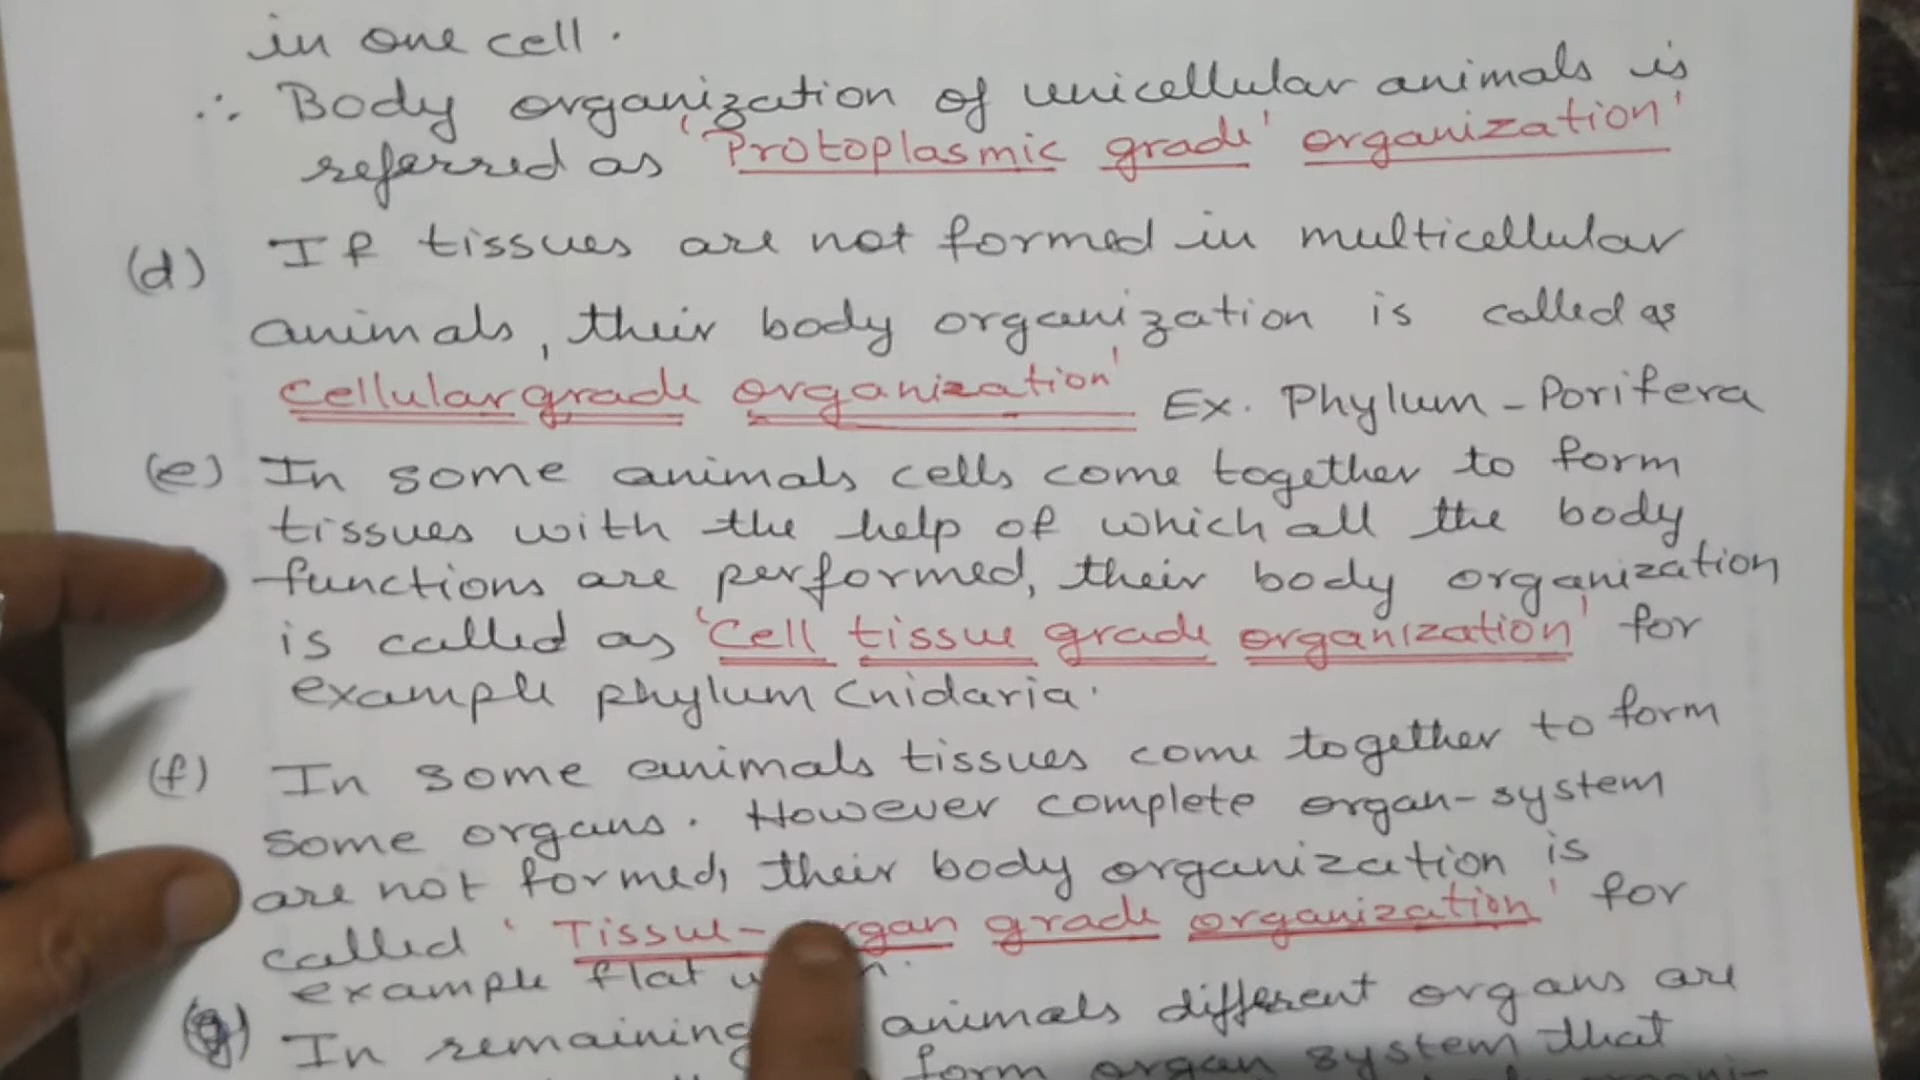 in one cell.
∴ Body organization of unicellular animals is
referred as 'Protoplasmic grade' organization'
(d) If tissues are not formed in multicellular
animals, their body organization is called as
cellular grade organization' Ex. Phylum - Porifera
(e) In some animals cells come together to form
tissues with the help of which all the body
functions are performed, their body organization
is called as 'Cell tissue grade organization' for
example phylum Cnidaria.
(f) In some animals tissues come together to form
some organs. However complete organ-system
are not formed, their body organization is
called 'Tissue-organ grade organization' for
example flat
(g) In remaining animals different organs are
form organ system that